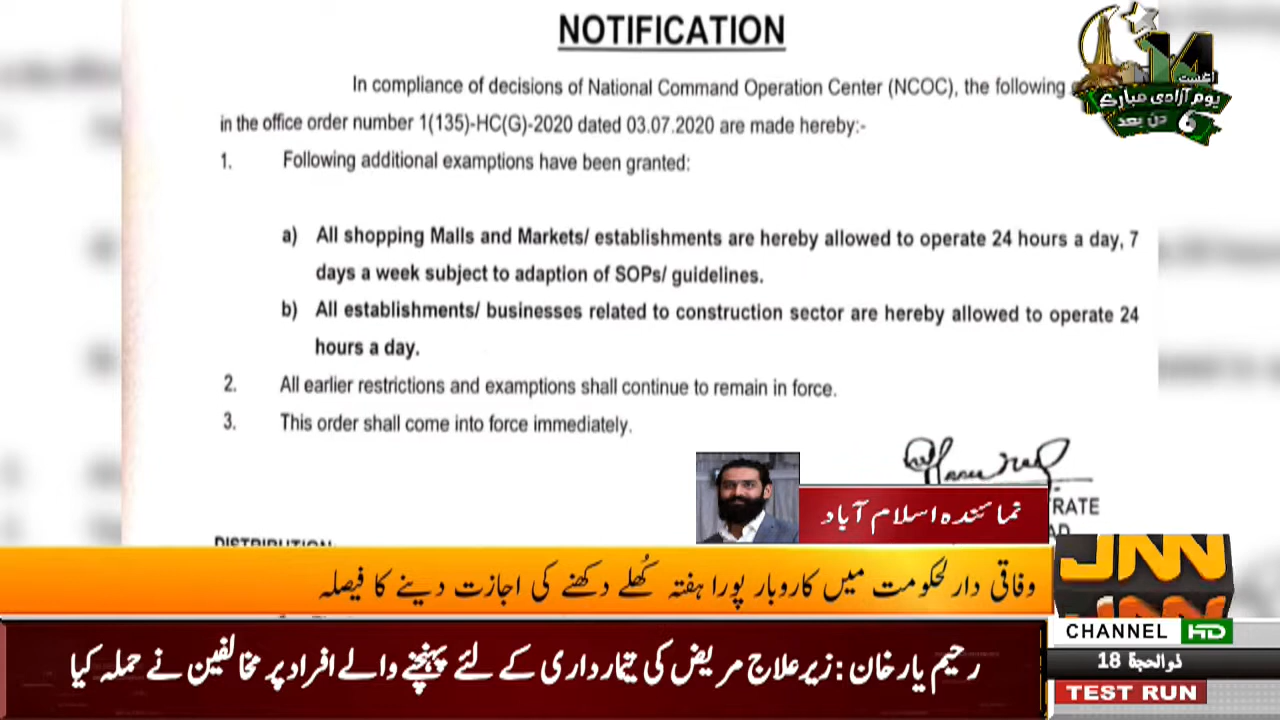 NOTIFICATION
In compliance of decisions of National Command Operation Center (NCOC), the following
in the office order number 1(135)-HC(G)-2020 dated 03.07.2020 are made hereby:-
1. Following additional examptions have been granted:
a) All shopping Malls and Markets/ establishments are hereby allowed to operate 24 hours a day, 7
days a week subject to adaption of SOPs/ guidelines.
b) All establishments/ businesses related to construction sector are hereby allowed to operate 24
hours a day.
2. All earlier restrictions and examptions shall continue to remain in force.
3. This order shall come into force immediately.
14
اگست
یوم آزادی مبارک
6 دن بعد
نمائندہ اسلام آباد
وفاقی دارلحکومت میں کاروبار پورا ہفتہ کُھلے دکھنے کی اجازت دینے کا فیصلہ
رحیم یار خان : زیر علاج مریض کی تیمارداری کے لئے پہنچنے والے افراد پر مخالفین نے حملہ کیا
JNN
CHANNEL HD
18 ذوالحجۃ
TEST RUN